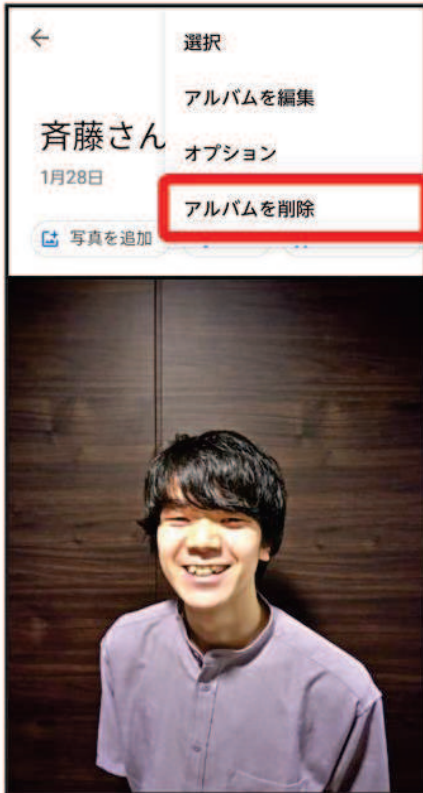 選択
アルバムを編集
斉藤さん
オプション
1月28日
アルバムを削除
写真を追加